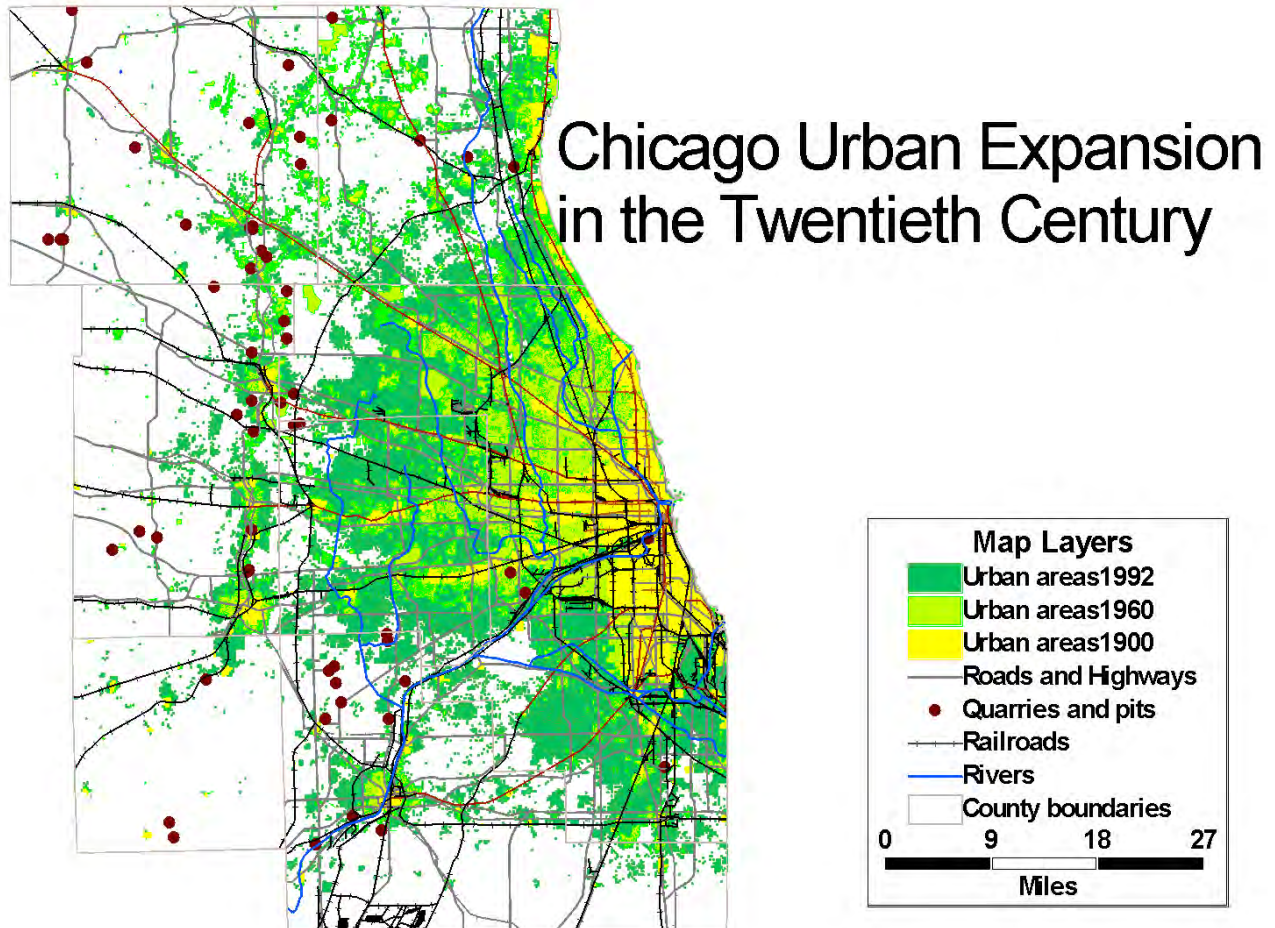 Chicago Urban Expansion
in the Twentieth Century
Map Layers
Urban areas1992
Urban areas1960
Urban areas1900
Roads and Highways
Quarries and pits
Railroads
Rivers
County boundaries
0 9 18 27
Miles